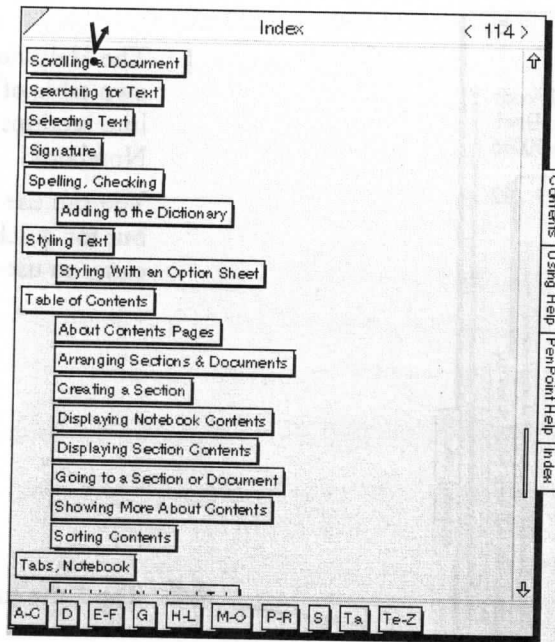 Index
< 114 >
Scrolling a Document
Searching for Text
Selecting Text
Signature
Spelling, Checking
Adding to the Dictionary
Styling Text
Styling With an Option Sheet
Table of Contents
About Contents Pages
Arranging Sections & Documents
Creating a Section
Displaying Notebook Contents
Displaying Section Contents
Going to a Section or Document
Showing More About Contents
Sorting Contents
Tabs, Notebook
A-C D E-F G H-L M-O P-R S Ta Te-Z
Contents
Using Help
PenPoint Help
Index